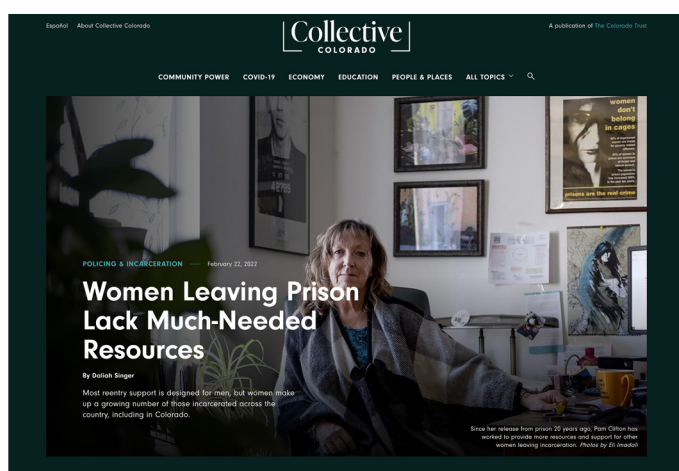 Español About Collective Colorado
Collective
COLORADO
A publication of The Colorado Trust
COMMUNITY POWER COVID-19 ECONOMY EDUCATION PEOPLE & PLACES ALL TOPICS
women
don't
belong
in cages
prisons are the real crime
POLICING & INCARCERATION — February 22, 2022
Women Leaving Prison
Lack Much-Needed
Resources
By Daliah Singer
Most reentry support is designed for men, but women make
up a growing number of those incarcerated across the
country, including in Colorado.
Since her release from prison 20 years ago, Pam Clifton has
worked to provide more resources and support for other
women leaving incarceration. Photos by Eli Imadali